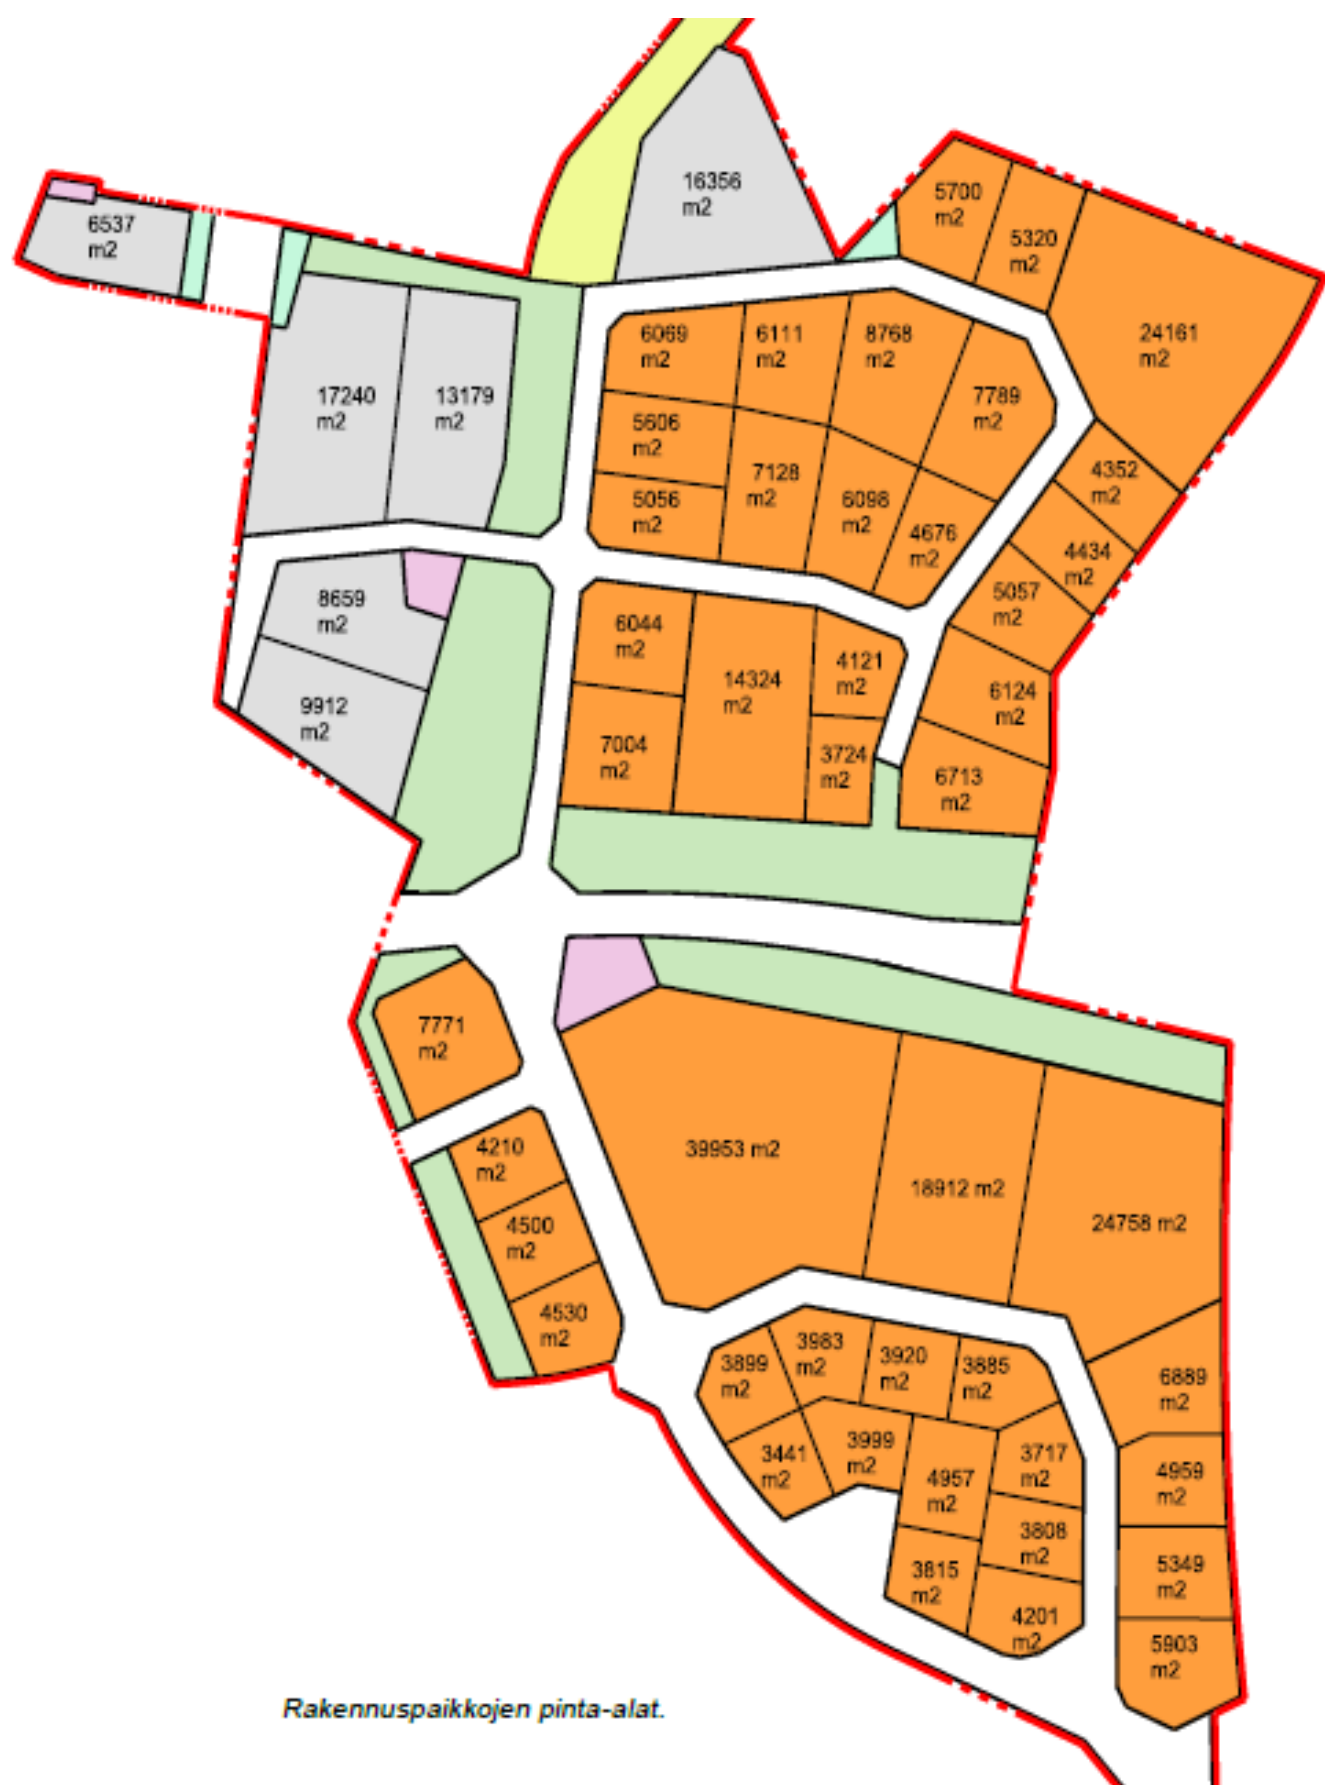 16356
m2
5700
m2
5320
m2
24161
m2
6537
m2
17240
m2
13179
m2
6069
m2
6111
m2
8768
m2
7789
m2
5606
m2
5056
m2
7128
m2
6098
m2
4676
m2
4352
m2
4434
m2
5057
m2
6124
m2
6713
m2
8659
m2
9912
m2
6044
m2
7004
m2
14324
m2
4121
m2
3724
m2
7771
m2
4210
m2
4500
m2
4530
m2
39953 m2
18912 m2
24758 m2
3899
m2
3983
m2
3920
m2
3885
m2
3441
m2
3999
m2
4957
m2
3717
m2
3808
m2
3815
m2
4201
m2
6889
m2
4959
m2
5349
m2
5903
m2
Rakennuspaikkojen pinta-alat.